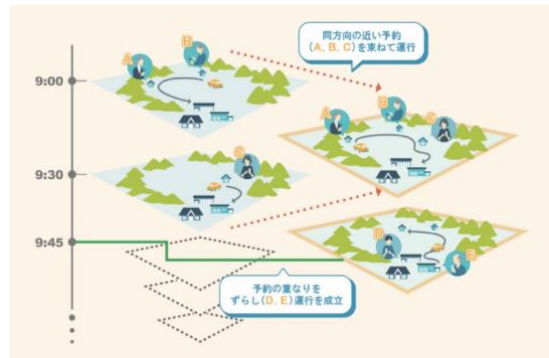 同方向の近い予約
(A, B, C)を束ねて運行
B
A
9:00
B
A
C
C
9:30
D
9:45
E
予約の重なりを
ずらし(D, E)運行を成立